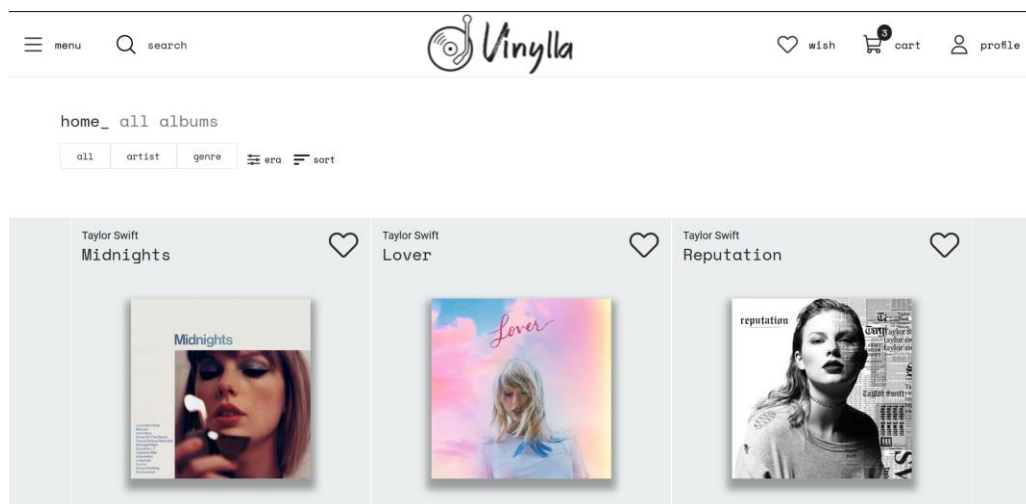 menu search Vinylla wish 3 cart profile
home_ all albums
all artist genre era sort
Taylor Swift Taylor Swift Taylor Swift
Midnights Lover Reputation
Midnights Lover reputation